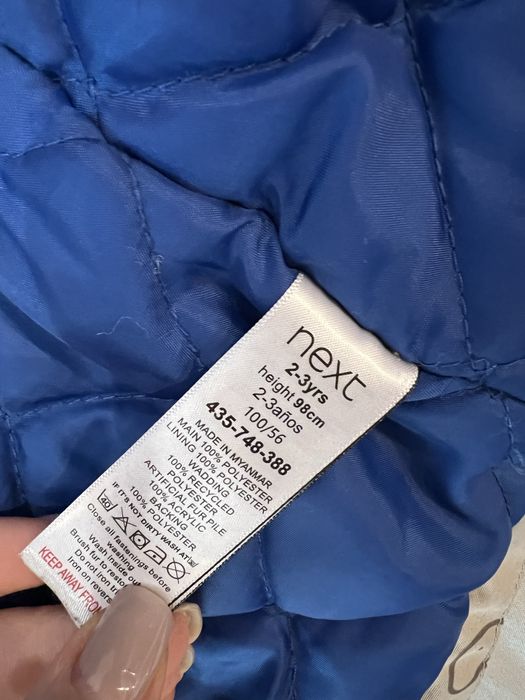 next
2-3yrs
height 98cm
2-3años
100/56
435-748-388
MADE IN MYANMAR
MAIN 100% POLYESTER
LINING 100% POLYESTER
WADDING
100% RECYCLED
POLYESTER
ARTIFICIAL FUR PILE
100% ACRYLIC
BACKING
100% POLYESTER
IF IT'S NOT DIRTY WASH AT
Close all fastenings before
washing
Wash inside out
Brush fur to restore
Do not iron
Iron on reverse
KEEP AWAY FROM